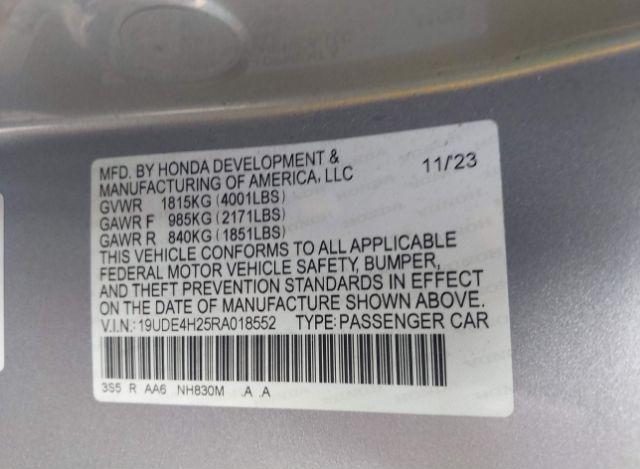 MFD. BY HONDA DEVELOPMENT &
MANUFACTURING OF AMERICA, LLC 11/23
GVWR 1815KG (4001LBS)
GAWR F 985KG (2171LBS)
GAWR R 840KG (1851LBS)
THIS VEHICLE CONFORMS TO ALL APPLICABLE
FEDERAL MOTOR VEHICLE SAFETY, BUMPER,
AND THEFT PREVENTION STANDARDS IN EFFECT
ON THE DATE OF MANUFACTURE SHOWN ABOVE.
V.I.N.: 19UDE4H25RA018552 TYPE: PASSENGER CAR
3S5 R AA6 NH830M .A .A